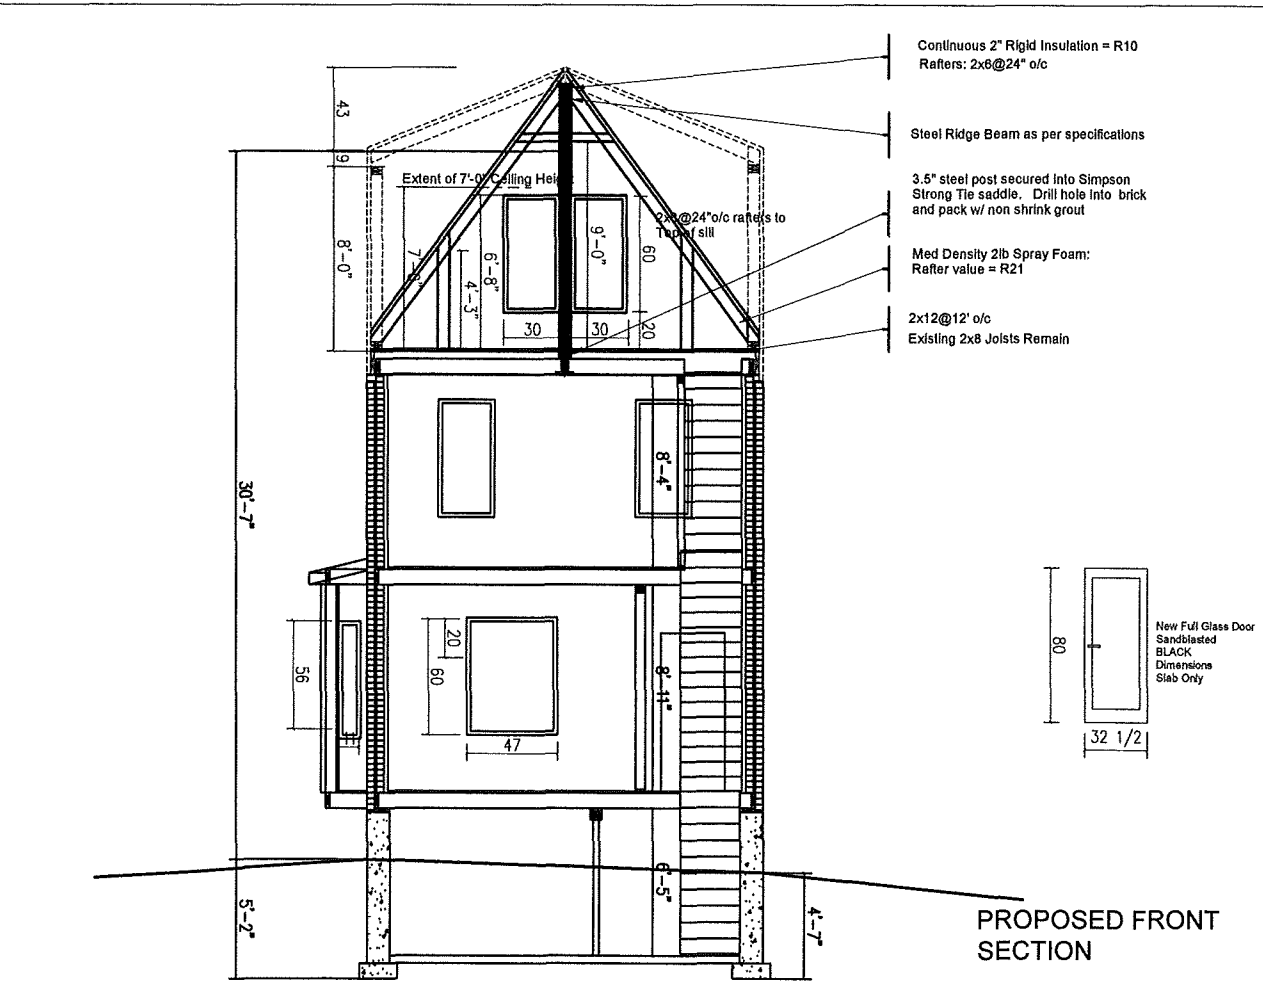 Continuous 2" Rigid Insulation = R10
Rafters: 2x6@24" o/c
Steel Ridge Beam as per specifications
3.5" steel post secured into Simpson
Strong Tie saddle. Drill hole into brick
and pack w/ non shrink grout
Med Density 2lb Spray Foam:
Rafter value = R21
2x12@12' o/c
Existing 2x8 Joists Remain
43
9
8'-0"
Extent of 7'-0" Ceiling
2x8@24"o/c rafters to
Top of sill
6'-8"
4'-3"
9'-0"
60
30
30
20
30'-7"
8'-4"
56
20
60
47
8'-11"
6'-5"
5'-2"
4'-7"
80
32 1/2
New Full Glass Door
Sandblasted
BLACK
Dimensions
Slab Only
PROPOSED FRONT
SECTION